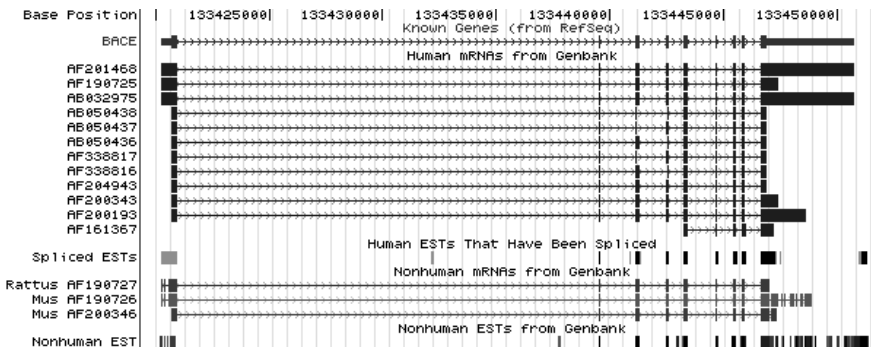 Base Position | 133425000| 133430000| 133435000| 133440000| 133445000| 133450000|
Known Genes (from RefSeq)
BACE
Human mRNAs from Genbank
AF201468
AF190725
AB032975
AB050438
AB050437
AB050436
AF338817
AF338816
AF204943
AF200343
AF200193
AF161367
Human ESTs That Have Been Spliced
Spliced ESTs
Nonhuman mRNAs from Genbank
Rattus AF190727
Mus AF190726
Mus AF200346
Nonhuman ESTs from Genbank
Nonhuman EST